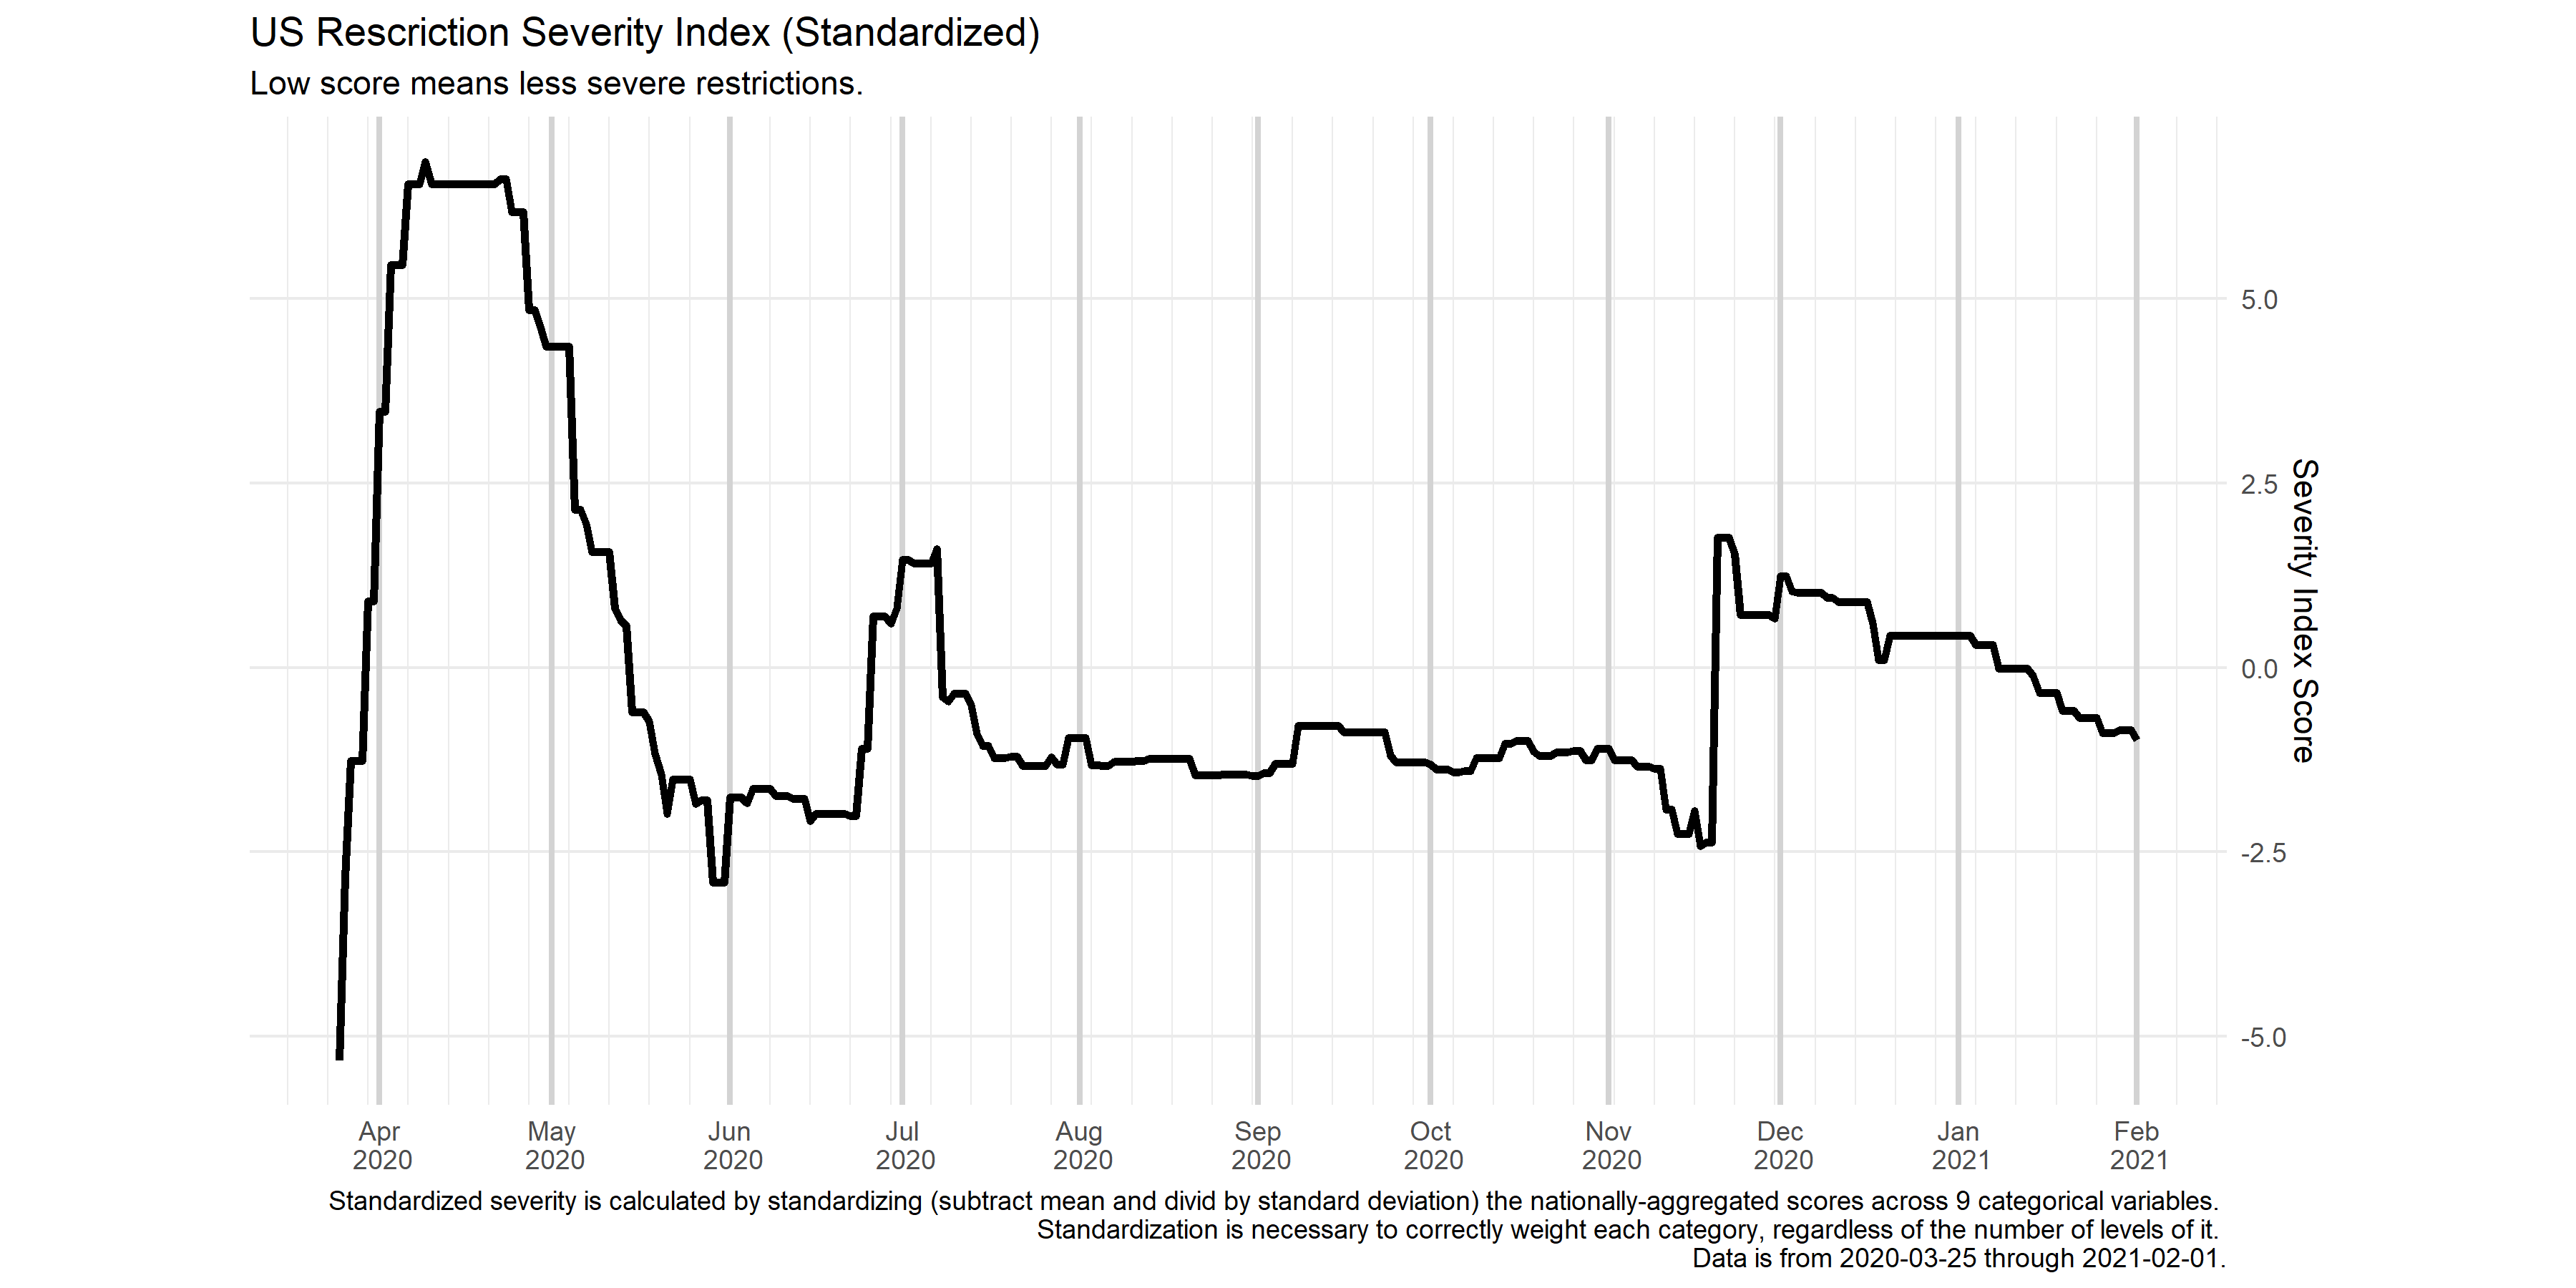 US Rescriction Severity Index (Standardized)
Low score means less severe restrictions.
5.0
2.5
0.0
-2.5
-5.0
Severity Index Score
Apr May Jun Jul Aug Sep Oct Nov Dec Jan Feb
2020 2020 2020 2020 2020 2020 2020 2020 2020 2021 2021
Standardized severity is calculated by standardizing (subtract mean and divid by standard deviation) the nationally-aggregated scores across 9 categorical variables.
Standardization is necessary to correctly weight each category, regardless of the number of levels of it.
Data is from 2020-03-25 through 2021-02-01.